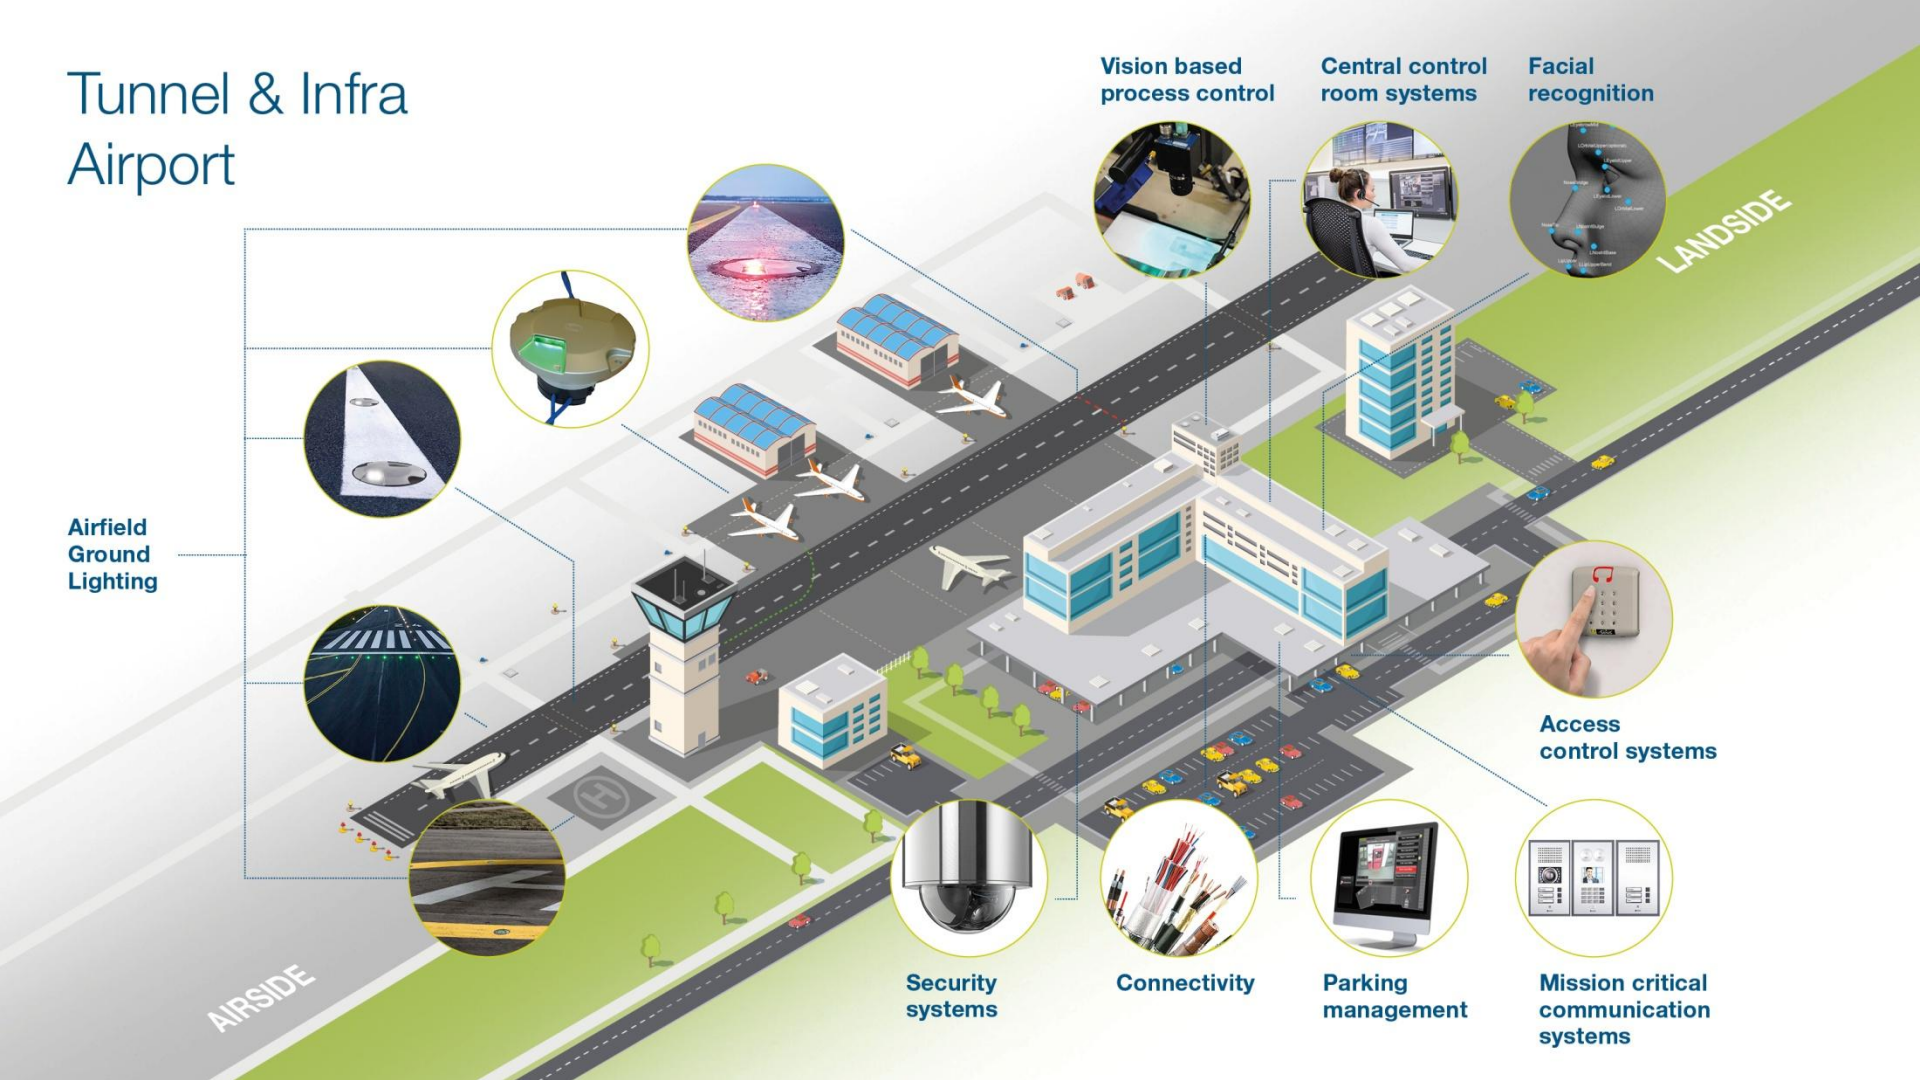 Tunnel & Infra
Airport
Vision based
process control
Central control
room systems
Facial
recognition
LANDSIDE
Airfield
Ground
Lighting
H
Access
control systems
AIRSIDE
Security
systems
Connectivity
Parking
management
Mission critical
communication
systems